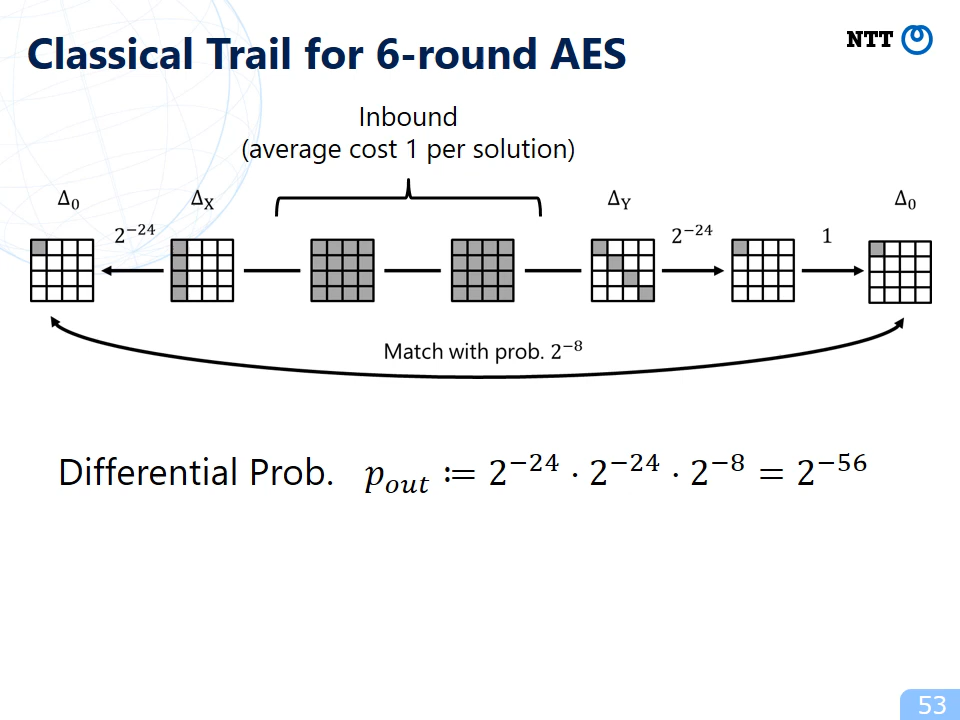 Classical Trail for 6-round AES
NTT
Inbound
(average cost 1 per solution)
Δ₀ Δ_X Δ_Y Δ₀
2⁻²⁴ 2⁻²⁴ 1
Match with prob. 2⁻⁸
Differential Prob. p_out := 2⁻²⁴ · 2⁻²⁴ · 2⁻⁸ = 2⁻⁵⁶
53